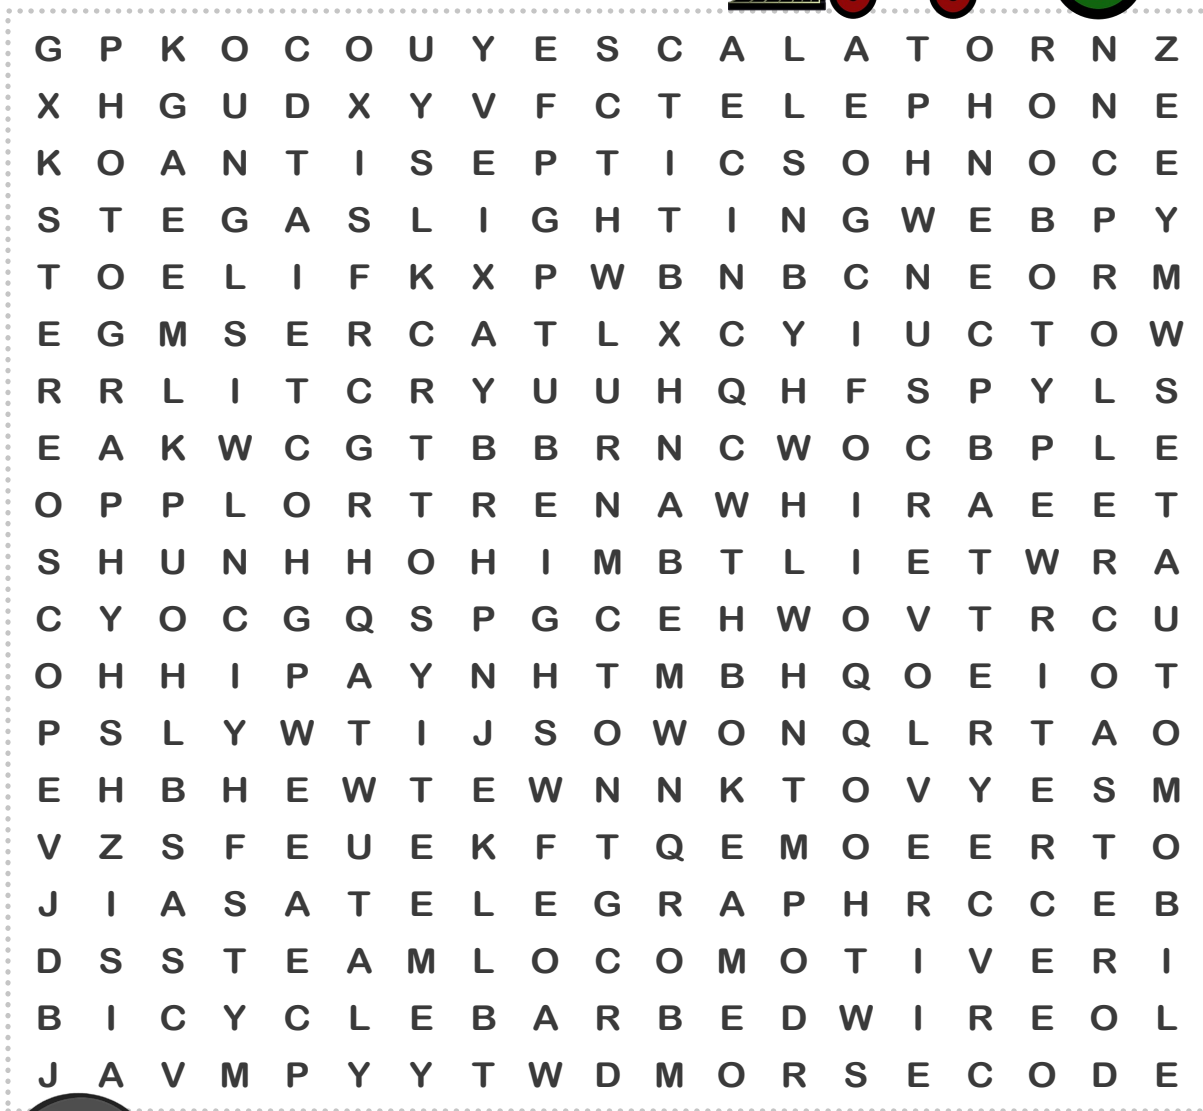 G P K O C O U Y E S C A L A T O R N Z
X H G U D X Y V F C T E L E P H O N E
K O A N T I S E P T I C S O H N O C E
S T E G A S L I G H T I N G W E B P Y
T O E L I F K X P W B N B C N E O R M
E G M S E R C A T L X C Y I U C T O W
R R L I T C R Y U U H Q H F S P Y L S
E A K W C G T B B R N C W O C B P L E
O P P L O R T R E N A W H I R A E E T
S H U N H H O H I M B T L I E T W R A
C Y O C G Q S P G C E H W O V T R C U
O H H I P A Y N H T M B H Q O E I O T
P S L Y W T I J S O W O N Q L R T A O
E H B H E W T E W N N K T O V Y E S M
V Z S F E U E K F T Q E M O E E R T O
J I A S A T E L E G R A P H R C C E B
D S S T E A M L O C O M O T I V E R I
B I C Y C L E B A R B E D W I R E O L
J A V M P Y Y T W D M O R S E C O D E